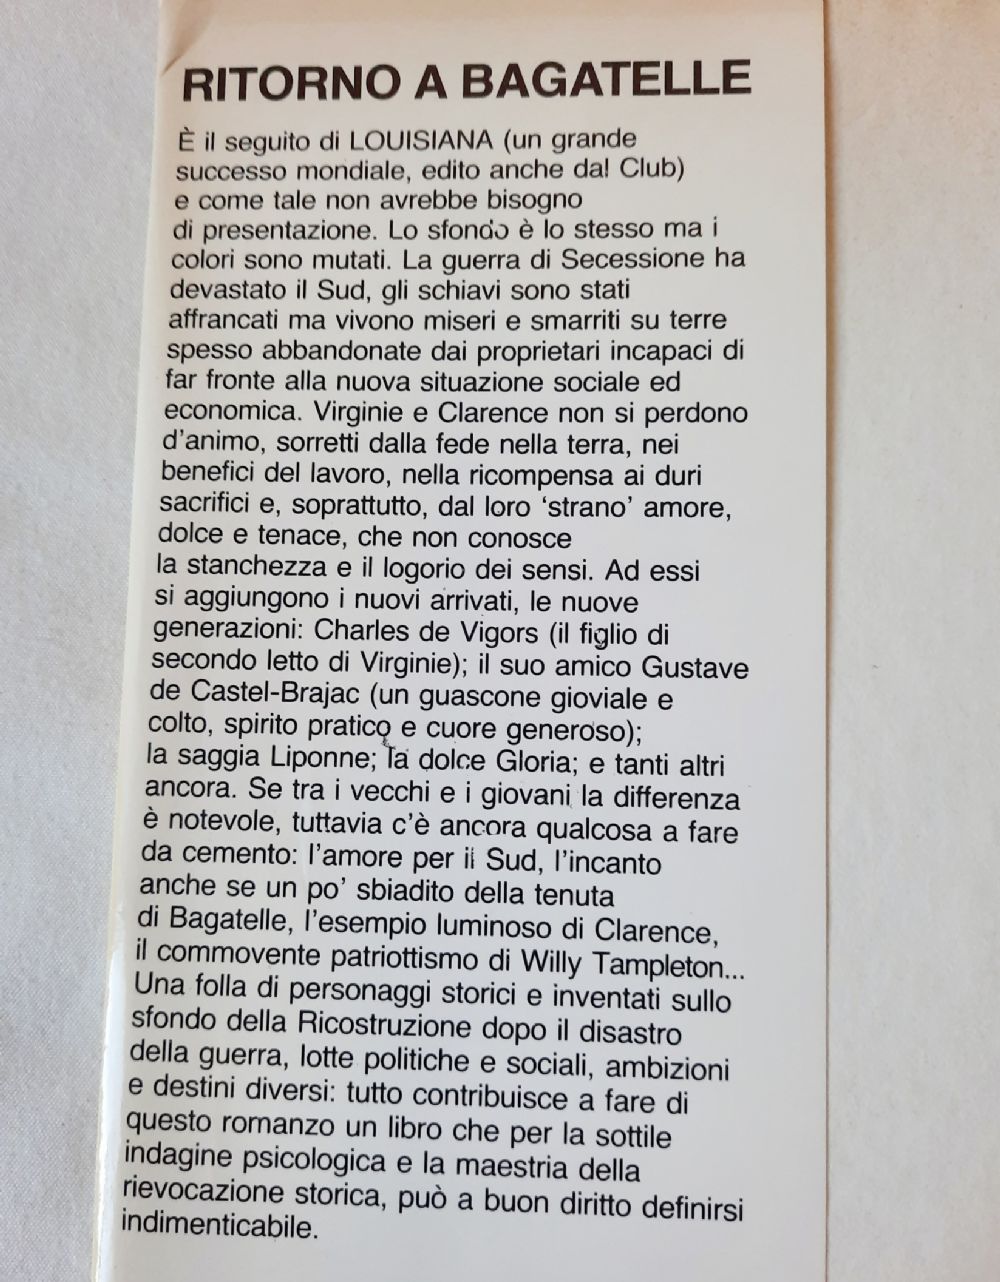 RITORNO A BAGATELLE
È il seguito di LOUISIANA (un grande
successo mondiale, edito anche dal Club)
e come tale non avrebbe bisogno
di presentazione. Lo sfondo è lo stesso ma i
colori sono mutati. La guerra di Secessione ha
devastato il Sud, gli schiavi sono stati
affrancati ma vivono miseri e smarriti su terre
spesso abbandonate dai proprietari incapaci di
far fronte alla nuova situazione sociale ed
economica. Virginie e Clarence non si perdono
d'animo, sorretti dalla fede nella terra, nei
benefici del lavoro, nella ricompensa ai duri
sacrifici e, soprattutto, dal loro ‘strano’ amore,
dolce e tenace, che non conosce
la stanchezza e il logorio dei sensi. Ad essi
si aggiungono i nuovi arrivati, le nuove
generazioni: Charles de Vigors (il figlio di
secondo letto di Virginie); il suo amico Gustave
de Castel-Brajac (un guascone gioviale e
colto, spirito pratico e cuore generoso);
la saggia Liponne; la dolce Gloria; e tanti altri
ancora. Se tra i vecchi e i giovani la differenza
è notevole, tuttavia c'è ancora qualcosa a fare
da cemento: l'amore per il Sud, l'incanto
anche se un po' sbiadito della tenuta
di Bagatelle, l'esempio luminoso di Clarence,
il commovente patriottismo di Willy Tampleton...
Una folla di personaggi storici e inventati sullo
sfondo della Ricostruzione dopo il disastro
della guerra, lotte politiche e sociali, ambizioni
e destini diversi: tutto contribuisce a fare di
questo romanzo un libro che per la sottile
indagine psicologica e la maestria della
rievocazione storica, può a buon diritto definirsi
indimenticabile.